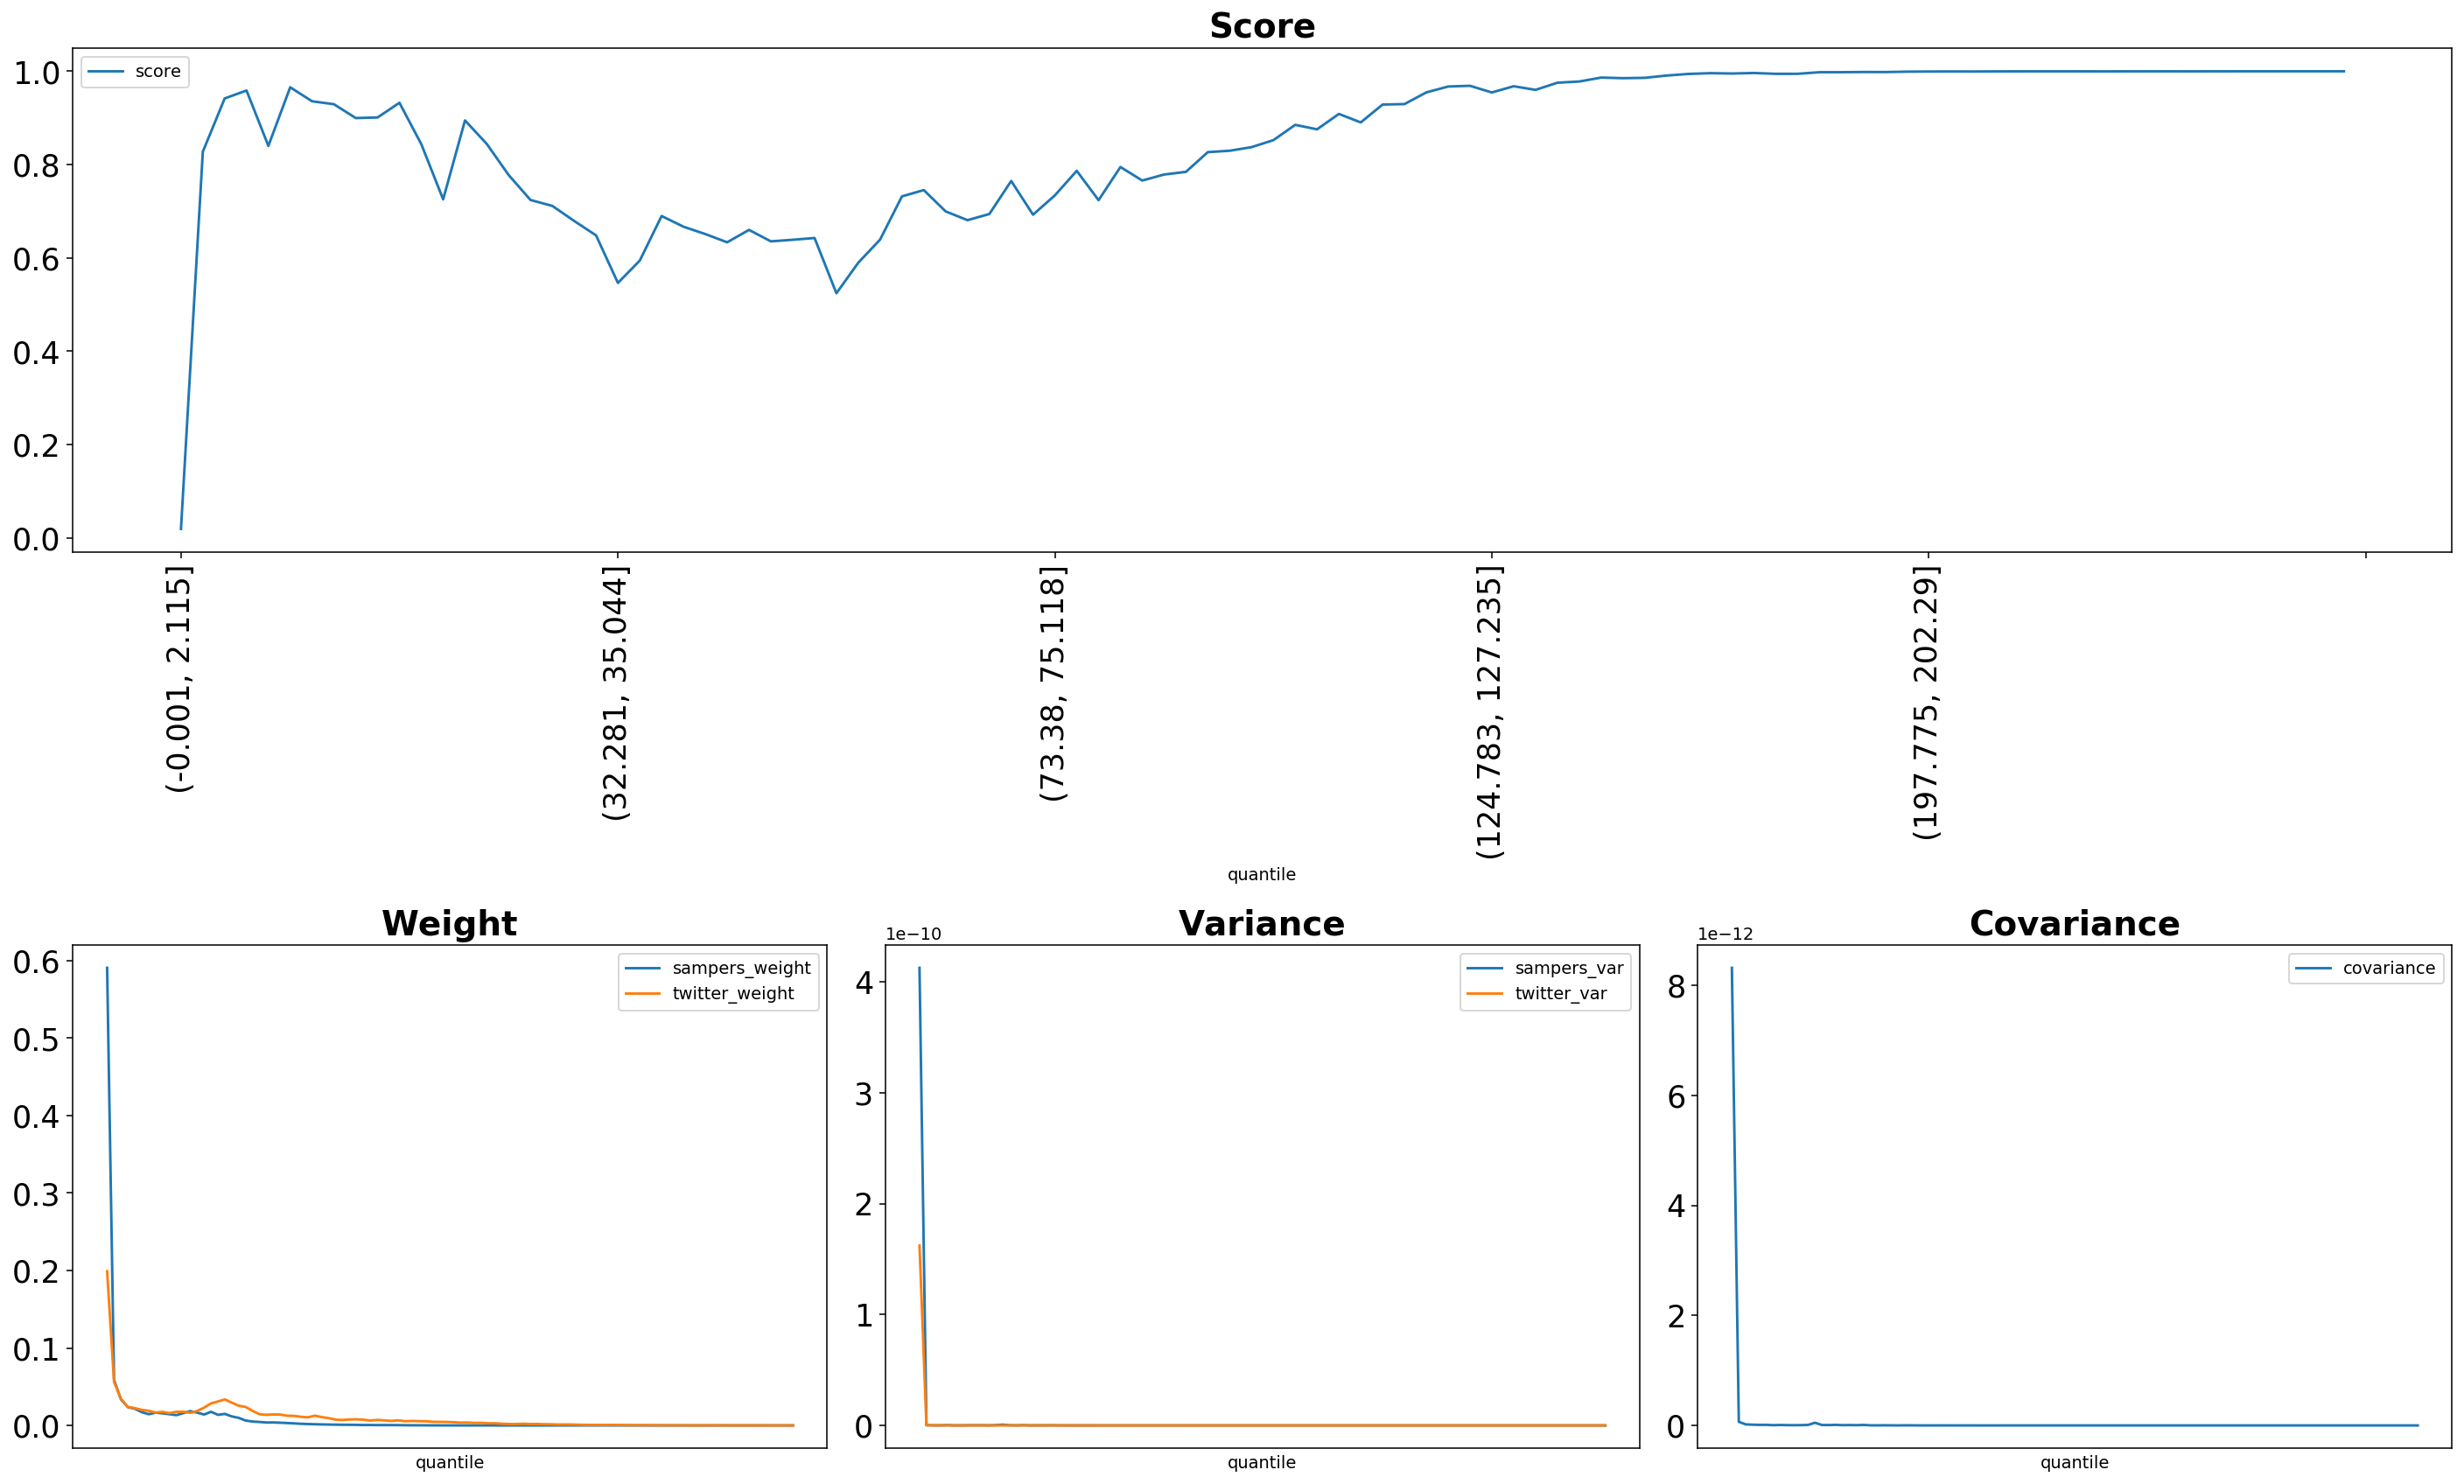 Score
score
1.0
0.8
0.6
0.4
0.2
0.0
(-0.001, 2.115]
(32.281, 35.044]
(73.38, 75.118]
(124.783, 127.235]
(197.775, 202.29]
quantile
Weight
sampers_weight
twitter_weight
0.6
0.5
0.4
0.3
0.2
0.1
0.0
quantile
Variance
1e−10
sampers_var
twitter_var
4
3
2
1
0
quantile
Covariance
1e−12
covariance
8
6
4
2
0
quantile